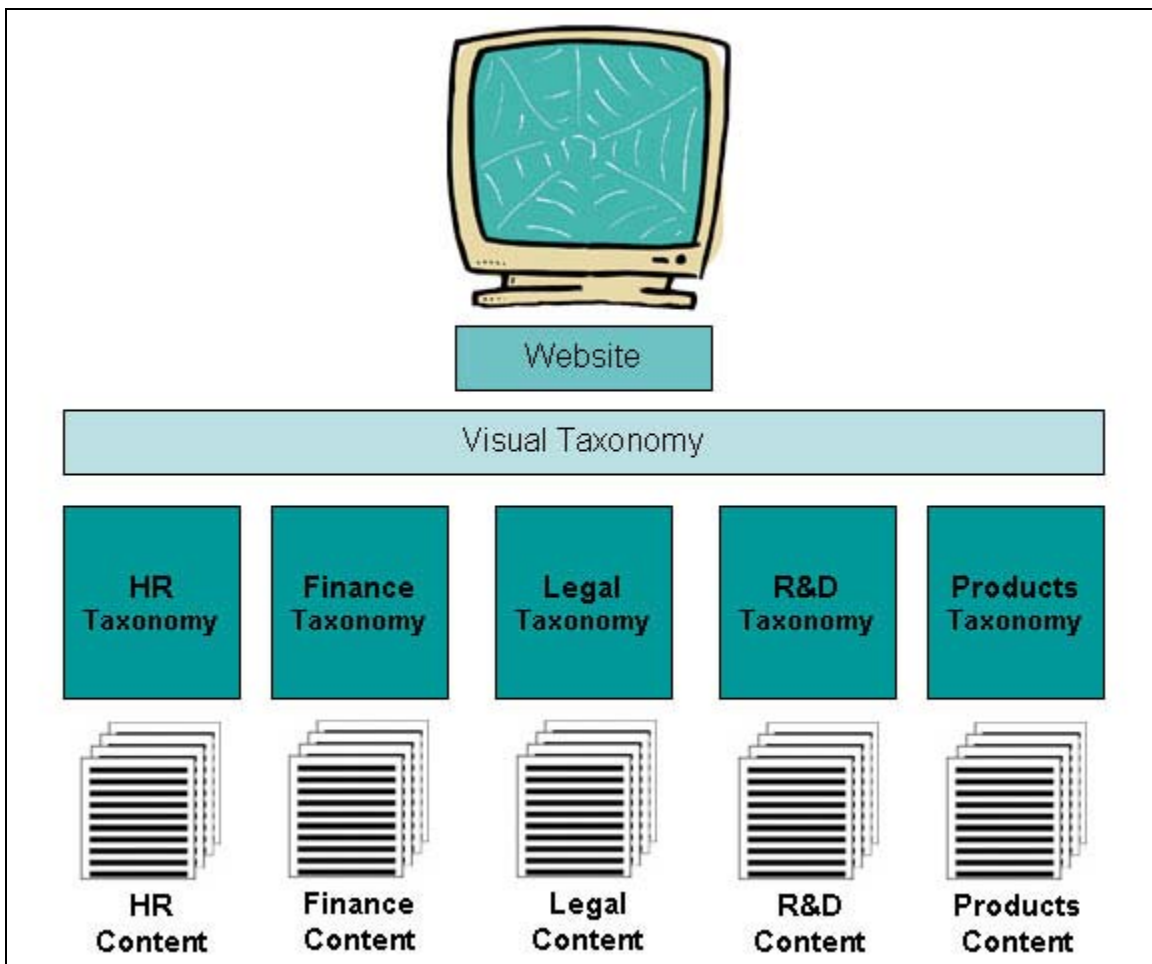 Website
Visual Taxonomy
HR
Taxonomy
Finance
Taxonomy
Legal
Taxonomy
R&D
Taxonomy
Products
Taxonomy
HR
Content
Finance
Content
Legal
Content
R&D
Content
Products
Content